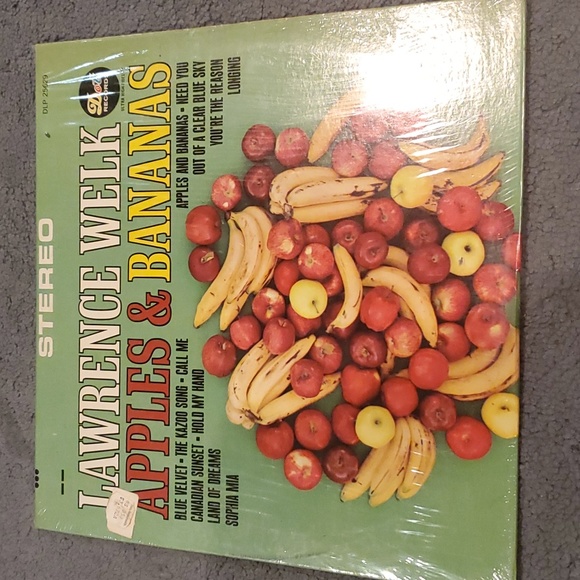 STEREO
DLP 25629
Dot
RECORDS
LAWRENCE WELK
APPLES & BANANAS
BLUE VELVET • THE KAZOO SONG • CALL ME
CANADIAN SUNSET • HOLD MY HAND
LAND OF DREAMS
SOPHIA MIA
APPLES AND BANANAS • NEED YOU
OUT OF A CLEAR BLUE SKY
YOU'RE THE REASON
LONGING